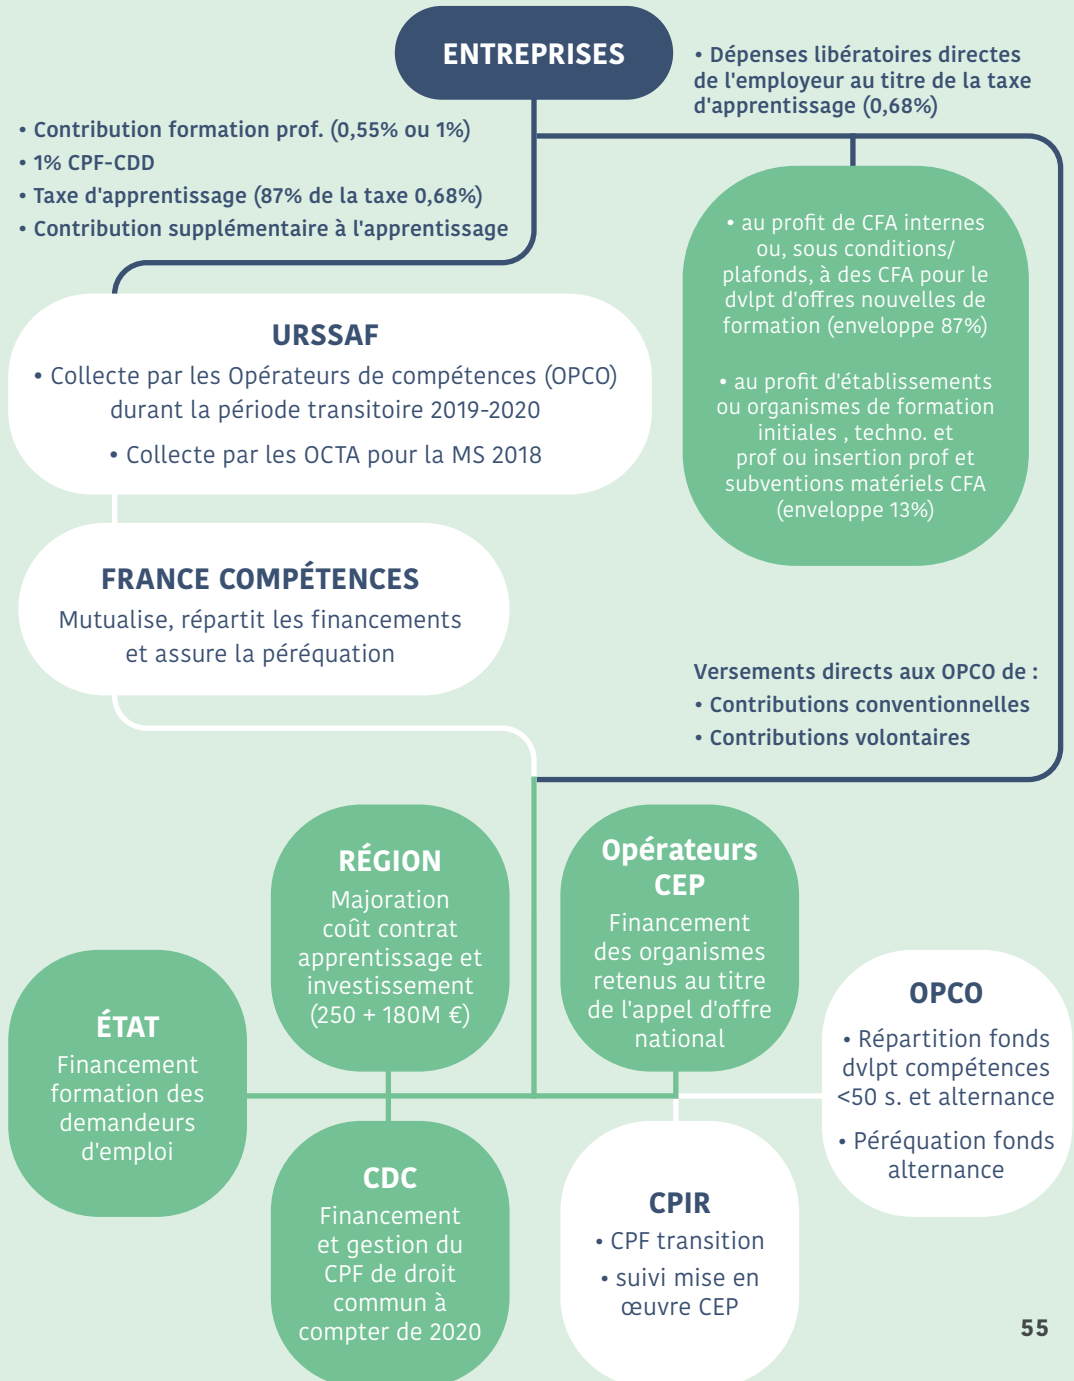 ENTREPRISES
• Dépenses libératoires directes
de l'employeur au titre de la taxe
d'apprentissage (0,68%)
• Contribution formation prof. (0,55% ou 1%)
• 1% CPF-CDD
• Taxe d'apprentissage (87% de la taxe 0,68%)
• Contribution supplémentaire à l'apprentissage
• au profit de CFA internes
ou, sous conditions/
plafonds, à des CFA pour le
dvlpt d'offres nouvelles de
formation (enveloppe 87%)
• au profit d'établissements
ou organismes de formation
initiales , techno. et
prof ou insertion prof et
subventions matériels CFA
(enveloppe 13%)
URSSAF
• Collecte par les Opérateurs de compétences (OPCO)
durant la période transitoire 2019-2020
• Collecte par les OCTA pour la MS 2018
FRANCE COMPÉTENCES
Mutualise, répartit les financements
et assure la péréquation
Versements directs aux OPCO de :
• Contributions conventionnelles
• Contributions volontaires
RÉGION
Majoration
coût contrat
apprentissage et
investissement
(250 + 180M €)
Opérateurs
CEP
Financement
des organismes
retenus au titre
de l'appel d'offre
national
ÉTAT
Financement
formation des
demandeurs
d'emploi
OPCO
• Répartition fonds
dvlpt compétences
<50 s. et alternance
• Péréquation fonds
alternance
CDC
Financement
et gestion du
CPF de droit
commun à
compter de 2020
CPIR
• CPF transition
• suivi mise en
œuvre CEP
55